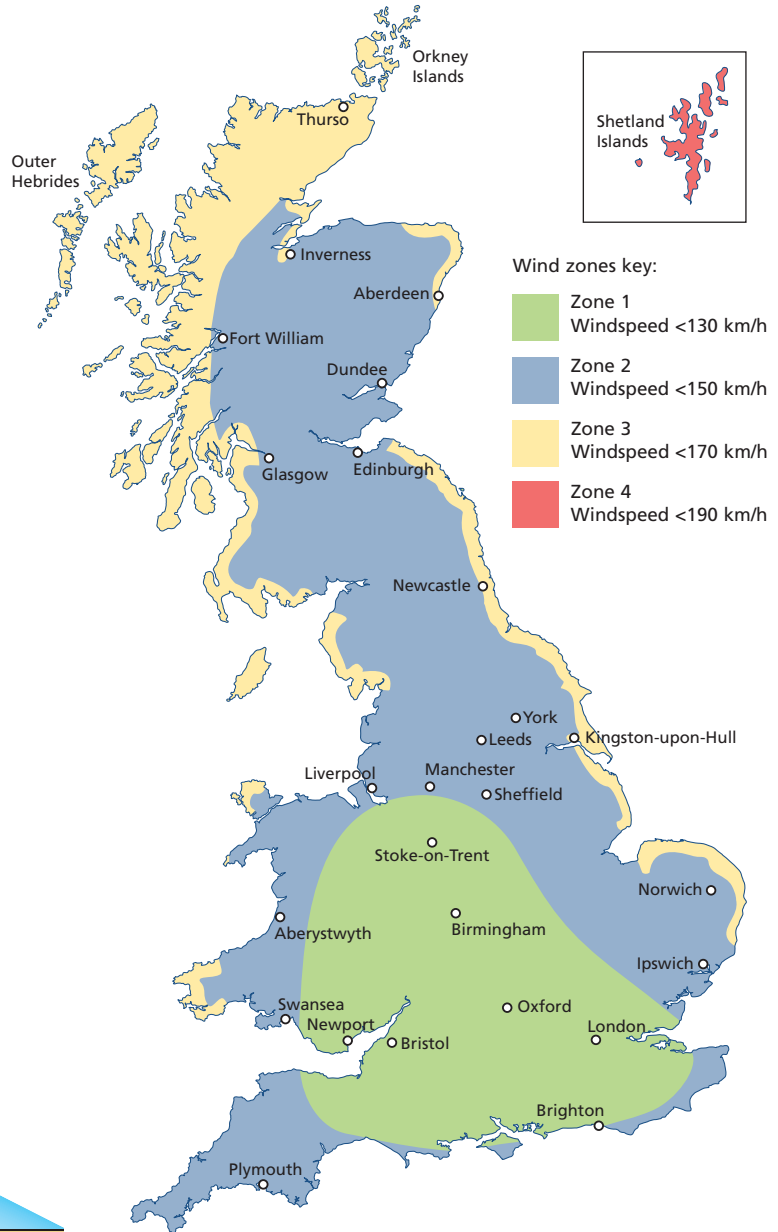 Orkney
Islands
Thurso
Shetland
Islands
Outer
Hebrides
Inverness
Wind zones key:
Aberdeen
Zone 1
Windspeed <130 km/h
Fort William
Zone 2
Windspeed <150 km/h
Dundee
Zone 3
Windspeed <170 km/h
Glasgow
Edinburgh
Zone 4
Windspeed <190 km/h
Newcastle
York
Leeds
Kingston-upon-Hull
Liverpool
Manchester
Sheffield
Stoke-on-Trent
Norwich
Aberystwyth
Birmingham
Ipswich
Swansea
Oxford
Newport
London
Bristol
Brighton
Plymouth